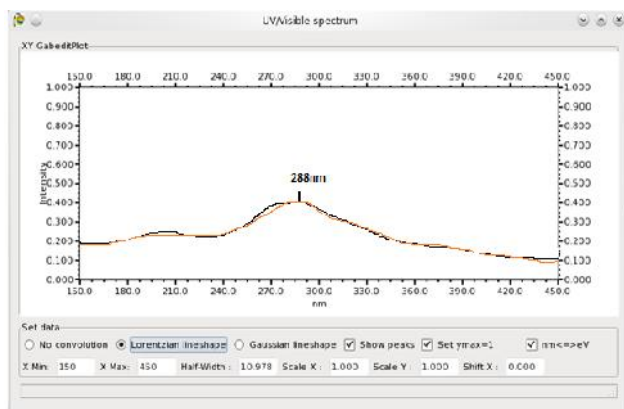 UV/Visible spectrum
XY GabeditPlot
150.0 180.0 210.0 240.0 270.0 300.0 330.0 360.0 390.0 420.0 450.0
1.000 1.000
0.900 0.900
0.800 0.800
0.700 0.700
0.600 0.600
Intensity
0.500 0.500
288nm
0.400 0.400
0.300 0.300
0.200 0.200
0.100 0.100
0.000 0.000
150.0 180.0 210.0 240.0 270.0 300.0 330.0 360.0 390.0 420.0 450.0
nm
Set data
No convolution Lorentzian lineshape Gaussian lineshape Show peaks Set ymax=1 nm<=>eV
X Min: 150 X Max: 450 Half-Width : 10.978 Scale X : 1.000 Scale Y : 1.000 Shift X : 0.000